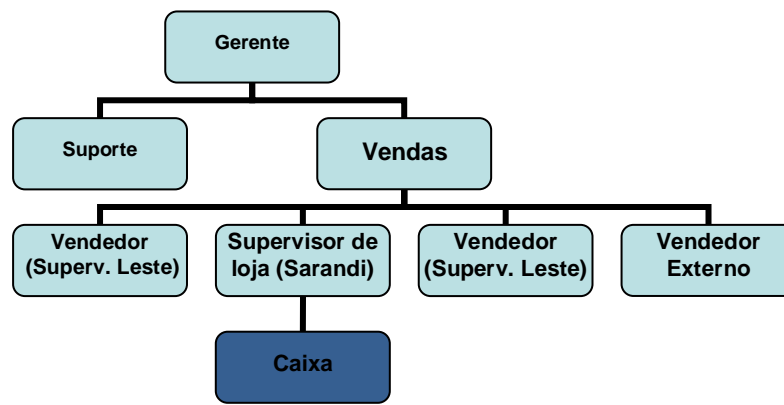 Gerente
Suporte
Vendas
Vendedor
(Superv. Leste)
Supervisor de
loja (Sarandi)
Vendedor
(Superv. Leste)
Vendedor
Externo
Caixa